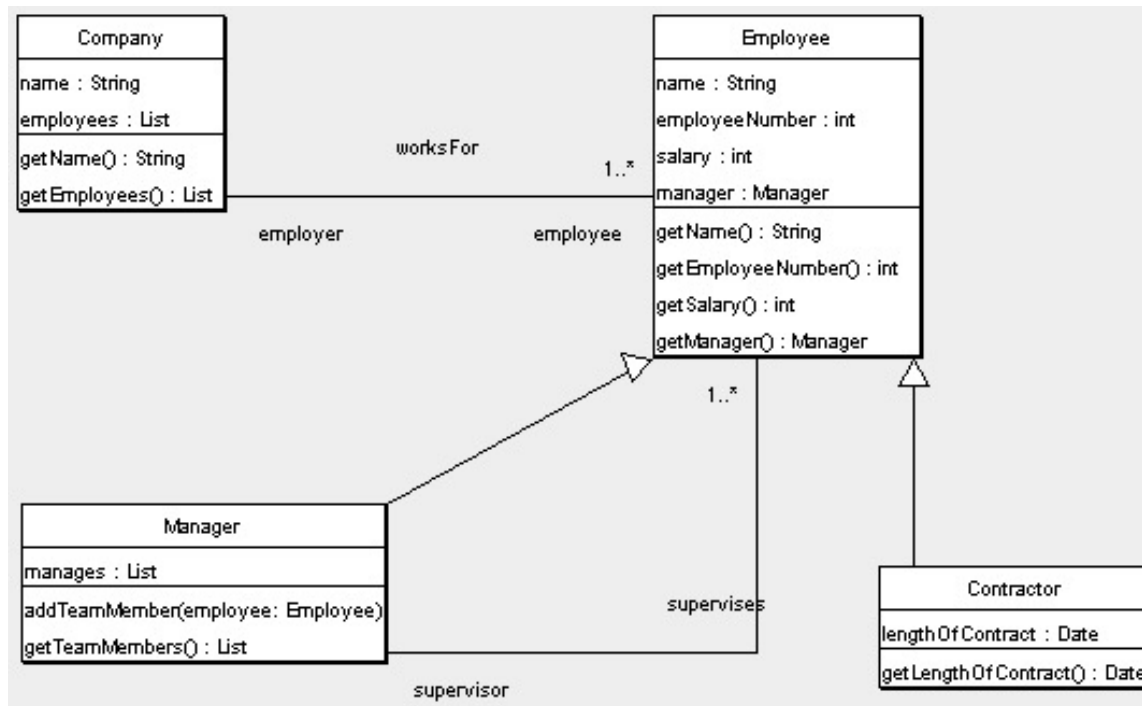 Company
name : String
employees : List
getName() : String
getEmployees() : List
worksFor
1..*
employer
employee
Employee
name : String
employeeNumber : int
salary : int
manager : Manager
getName() : String
getEmployeeNumber() : int
getSalary() : int
getManager() : Manager
1..*
Manager
manages : List
addTeamMember(employee: Employee)
getTeamMembers() : List
supervises
supervisor
Contractor
lengthOfContract : Date
getLengthOfContract() : Date